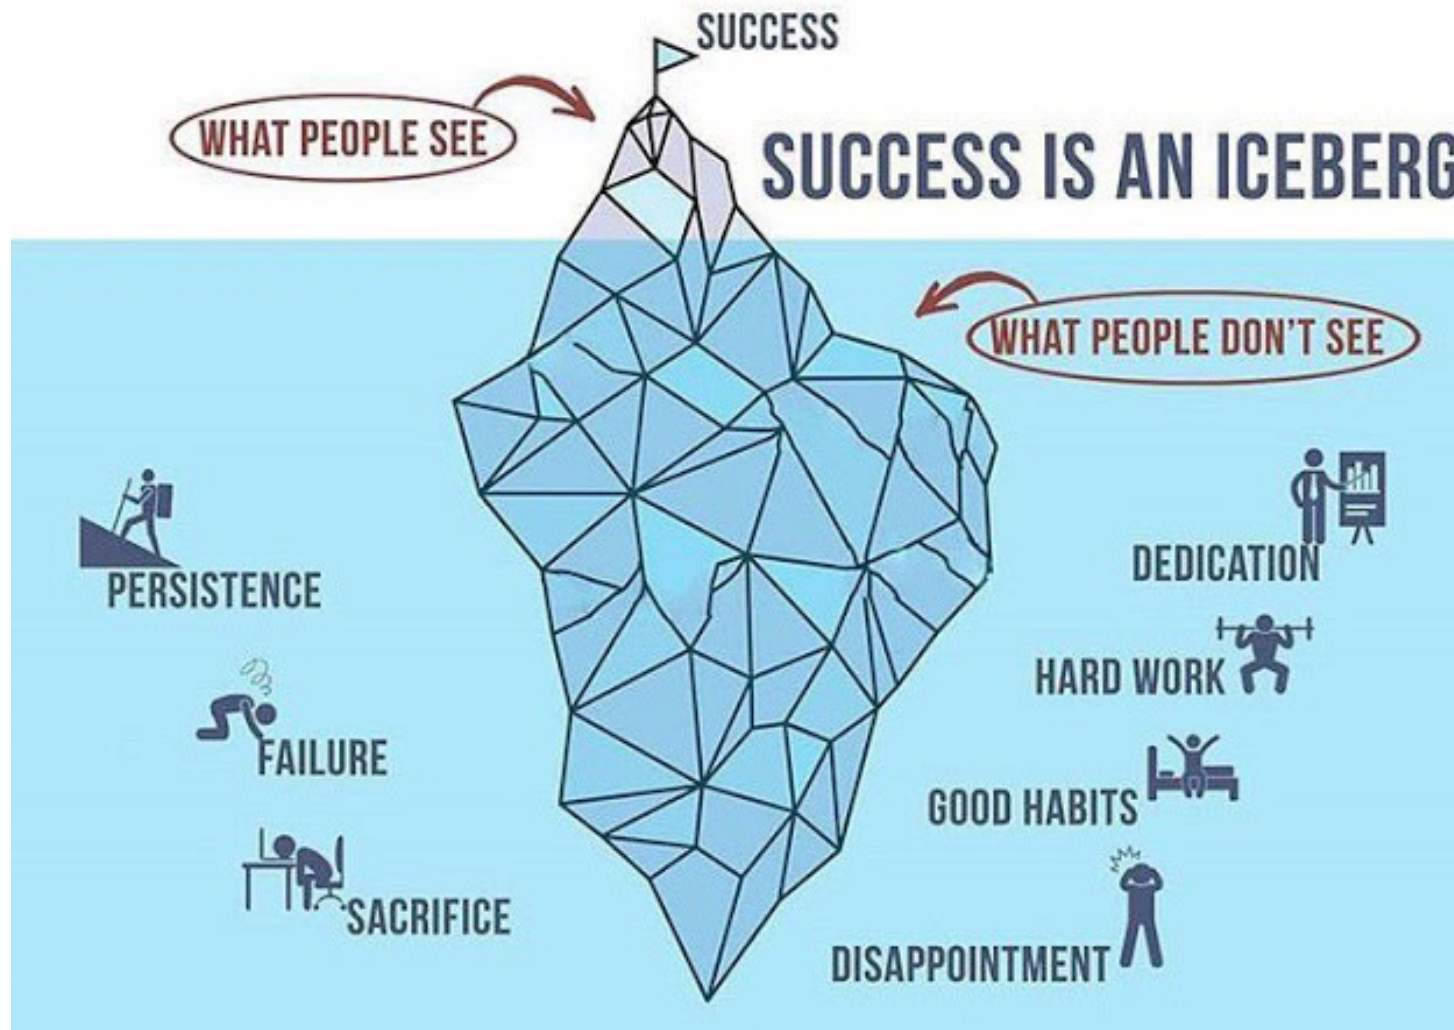 SUCCESS
WHAT PEOPLE SEE
SUCCESS IS AN ICEBERG
WHAT PEOPLE DON'T SEE
PERSISTENCE
FAILURE
SACRIFICE
DEDICATION
HARD WORK
GOOD HABITS
DISAPPOINTMENT